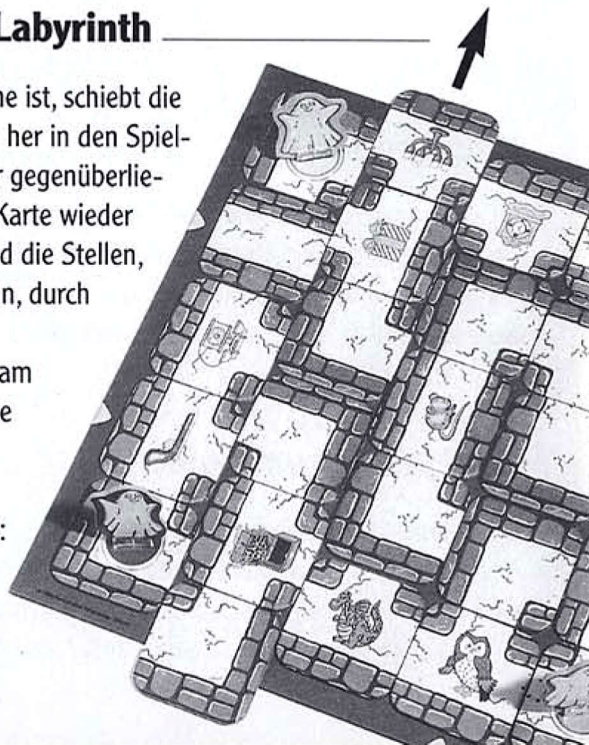 Labyrinth
ne ist, schiebt die
her in den Spiel-
r gegenüberlie-
Karte wieder
d die Stellen,
n, durch
am
e
: